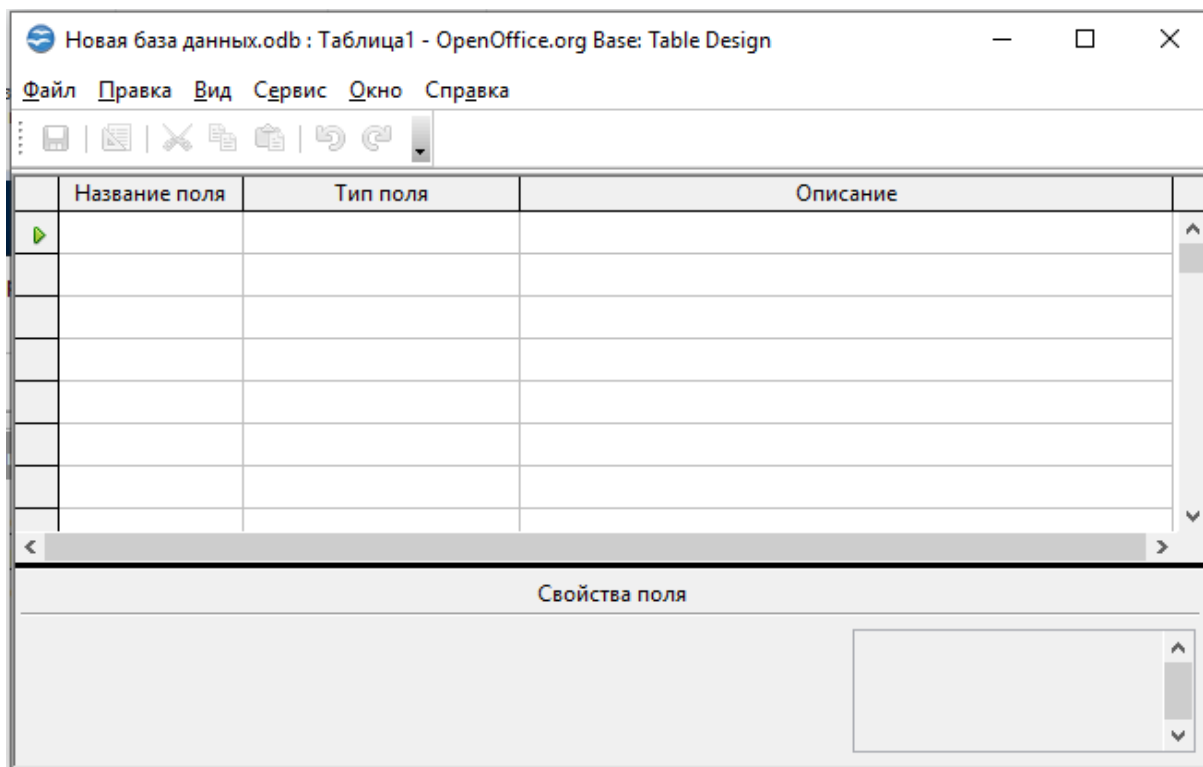 Новая база данных.odb : Таблица1 - OpenOffice.org Base: Table Design
Файл Правка Вид Сервис Окно Справка
Название поля Тип поля Описание
Свойства поля